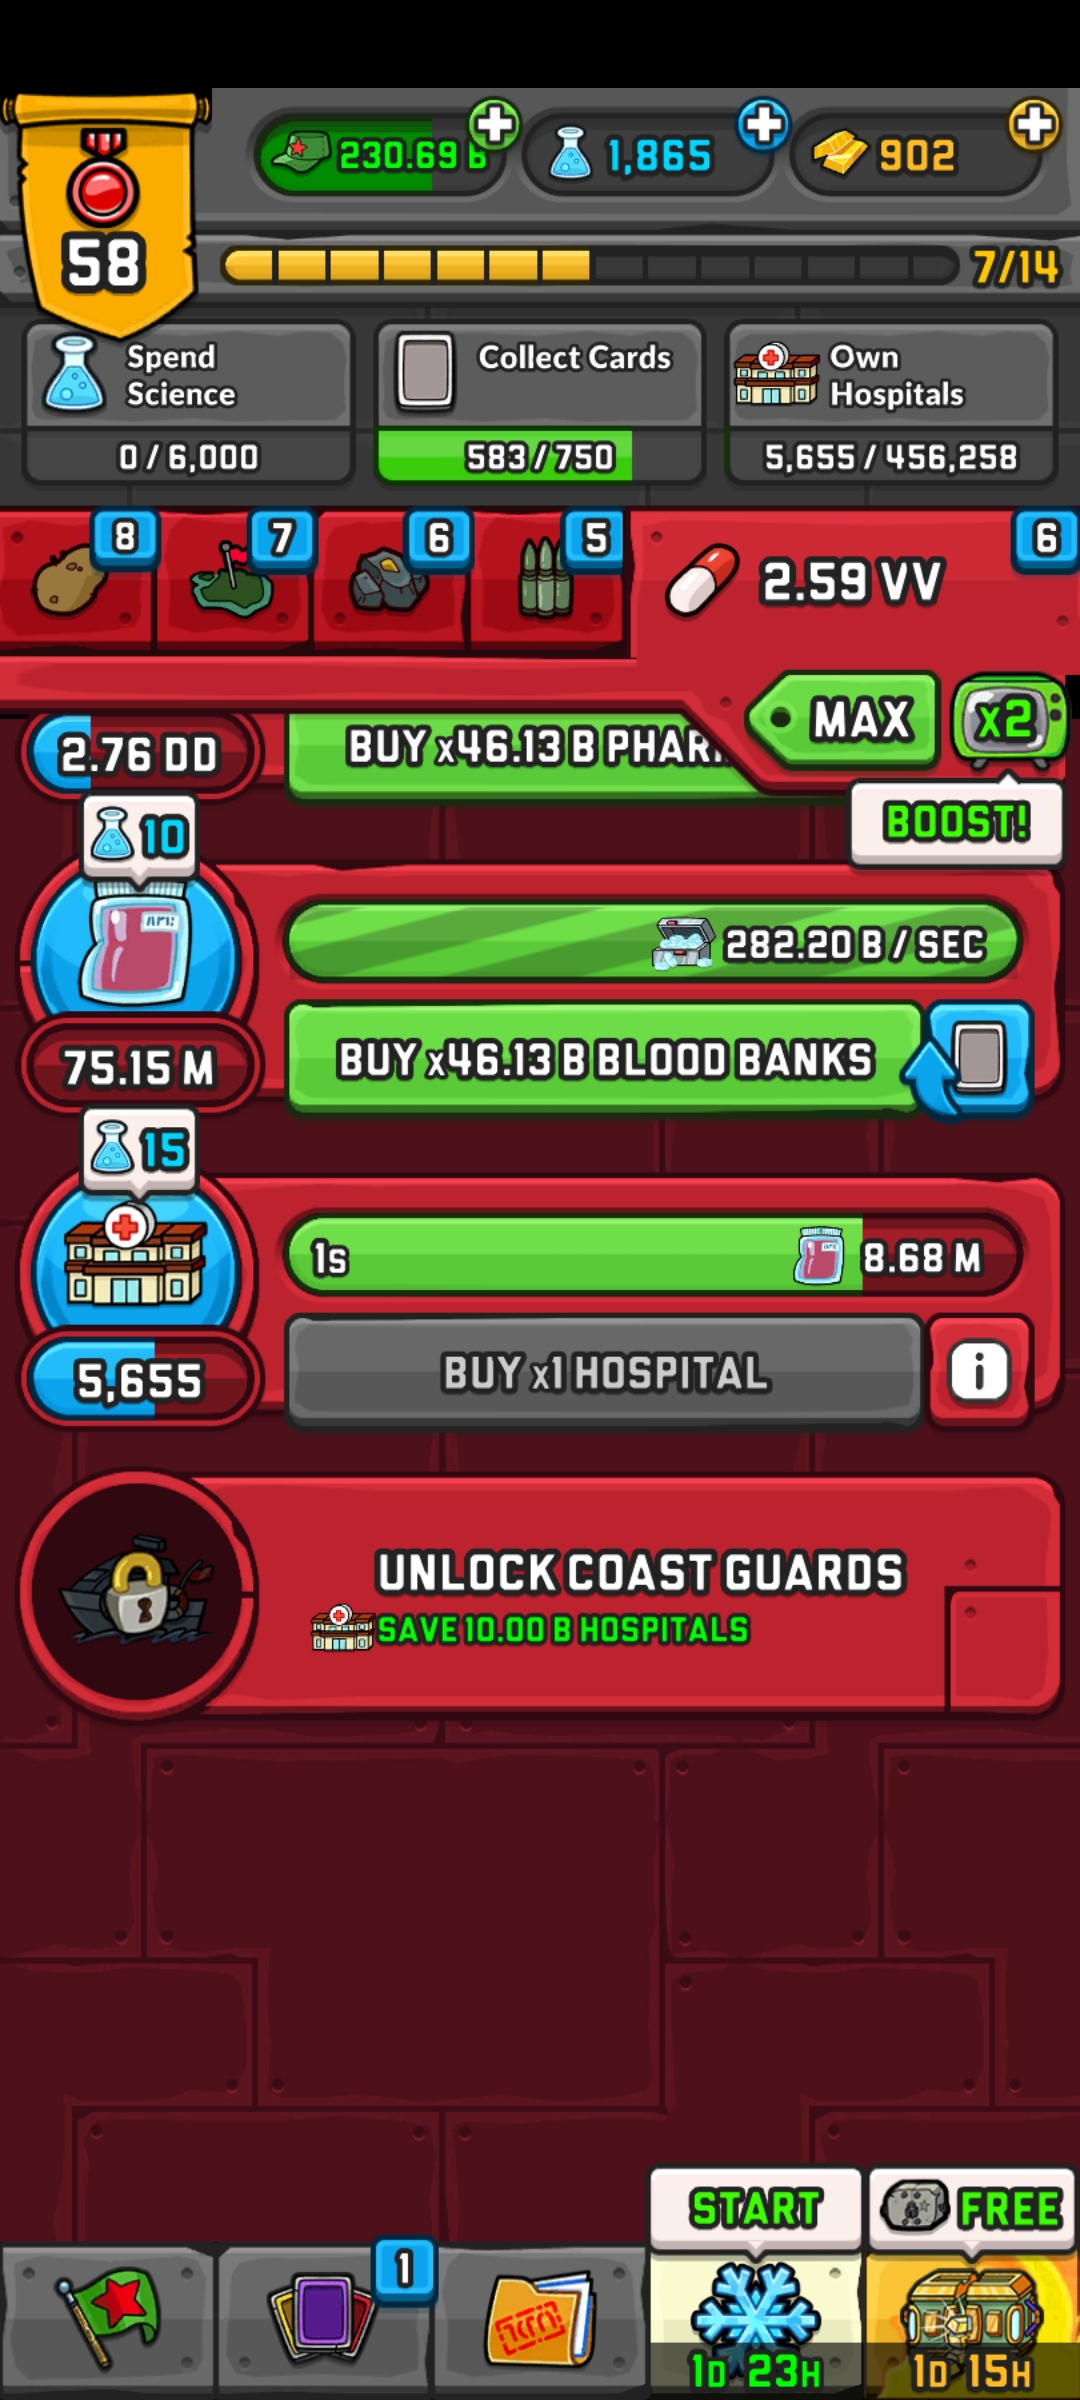 58
230.69 B
1,865
902
7/14
Spend
Science
0 / 6,000
Collect Cards
583 / 750
Own
Hospitals
5,655 / 456,258
8
7
6
5
2.59 VV
6
MAX
x2
BOOST!
2.76 DD
BUY x46.13 B
10
282.20 B / SEC
75.15 M
BUY x46.13 B BLOOD BANKS
15
1s
8.68 M
5,655
BUY x1 HOSPITAL
i
UNLOCK COAST GUARDS
SAVE 10.00 B HOSPITALS
START
FREE
1
1D 23H
1D 15H